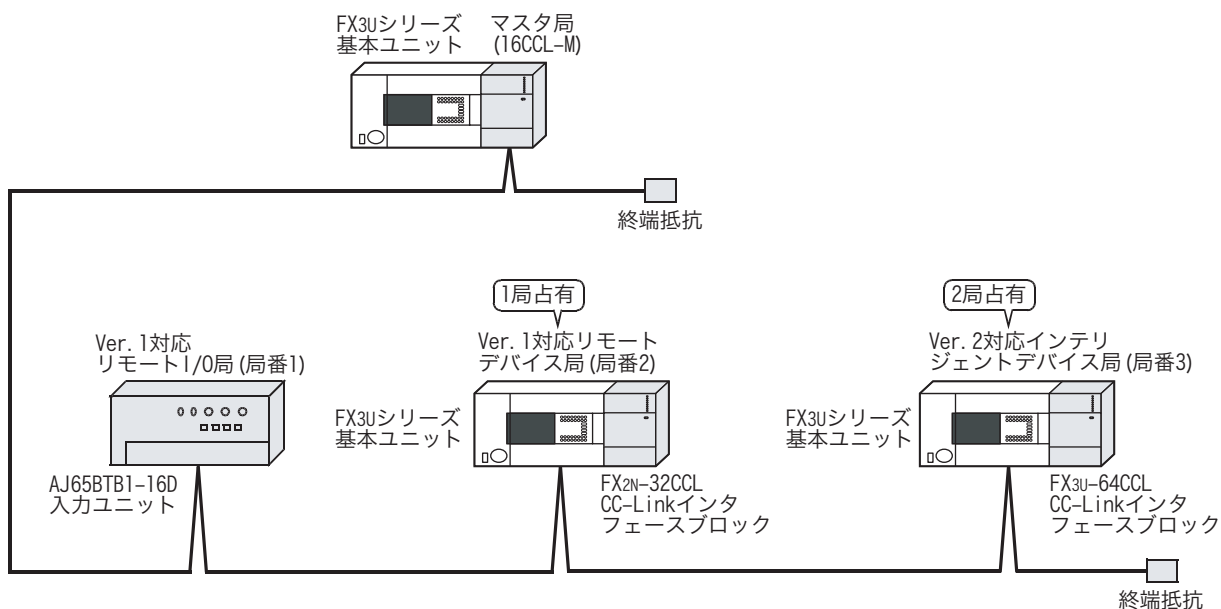 FX3Uシリーズ
基本ユニット
マスタ局
(16CCL-M)
終端抵抗
1局占有
2局占有
Ver.1対応
リモートI/O局(局番1)
Ver.1対応リモート
デバイス局(局番2)
Ver.2対応インテリ
ジェントデバイス局(局番3)
FX3Uシリーズ
基本ユニット
FX3Uシリーズ
基本ユニット
AJ65BTB1-16D
入力ユニット
FX2N-32CCL
CC-Linkインタ
フェースブロック
FX3U-64CCL
CC-Linkインタ
フェースブロック
終端抵抗